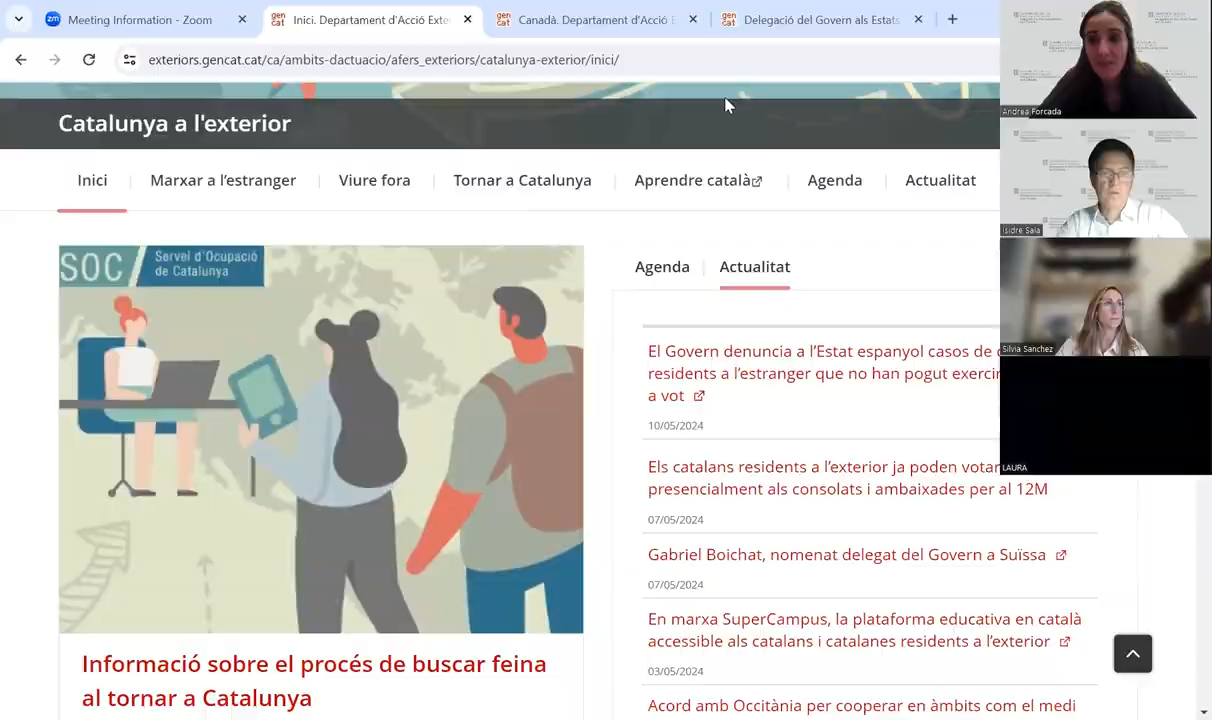 Meeting Information - Zoom
Inici. Departament d'Acció Exte
Canadà. Departament d'Acció E
Delegació del Govern als Estats
exteriors.gencat.cat/ca/ambits-dactuacio/afers_exteriors/catalunya-exterior/inici/
Catalunya a l'exterior
Inici
Marxar a l'estranger
Viure fora
Tornar a Catalunya
Aprendre català
Agenda
Actualitat
SOC
Servei d'Ocupació
de Catalunya
Informació sobre el procés de buscar feina
al tornar a Catalunya
Agenda
Actualitat
El Govern denuncia a l'Estat espanyol casos de
residents a l'estranger que no han pogut exercir
a vot
10/05/2024
Els catalans residents a l'exterior ja poden votar
presencialment als consolats i ambaixades per al 12M
07/05/2024
Gabriel Boichat, nomenat delegat del Govern a Suïssa
07/05/2024
En marxa SuperCampus, la plataforma educativa en català
accessible als catalans i catalanes residents a l'exterior
03/05/2024
Acord amb Occitània per cooperar en àmbits com el medi
Andrea Forcada
Isidre Sala
Silvia Sanchez
LAURA